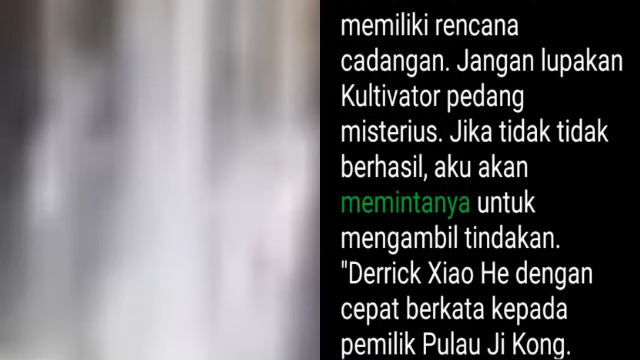 memiliki rencana
cadangan. Jangan lupakan
Kultivator pedang
misterius. Jika tidak tidak
berhasil, aku akan
memintanya untuk
mengambil tindakan.
"Derrick Xiao He dengan
cepat berkata kepada
pemilik Pulau Ji Kong.